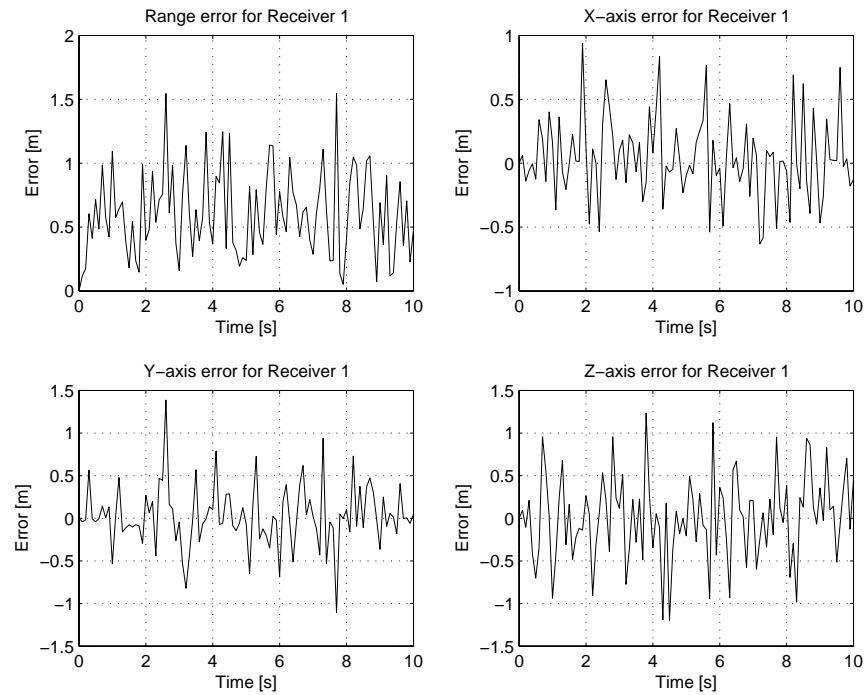 Range error for Receiver 1
2
1.5
1
0.5
0
Error [m]
0 2 4 6 8 10
Time [s]
X−axis error for Receiver 1
1
0.5
0
−0.5
−1
Error [m]
0 2 4 6 8 10
Time [s]
Y−axis error for Receiver 1
1.5
1
0.5
0
−0.5
−1
−1.5
Error [m]
0 2 4 6 8 10
Time [s]
Z−axis error for Receiver 1
1.5
1
0.5
0
−0.5
−1
−1.5
Error [m]
0 2 4 6 8 10
Time [s]